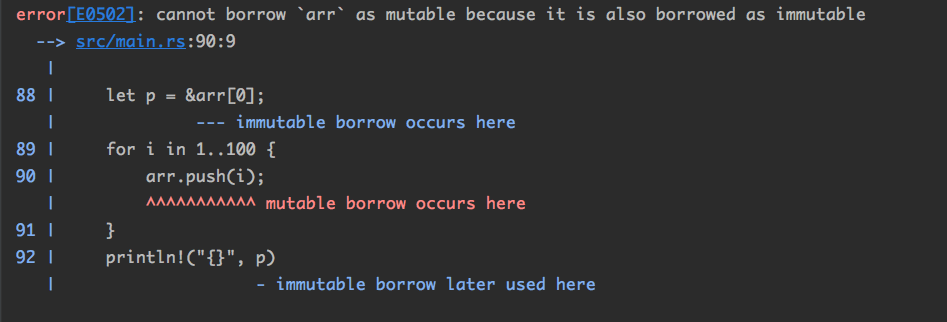 error[E0502]: cannot borrow `arr` as mutable because it is also borrowed as immutable
  --> src/main.rs:90:9
   |
88 |     let p = &arr[0];
   |              --- immutable borrow occurs here
89 |     for i in 1..100 {
90 |         arr.push(i);
   |         ^^^^^^^^^^^ mutable borrow occurs here
91 |     }
92 |     println!("{}", p)
   |                    - immutable borrow later used here